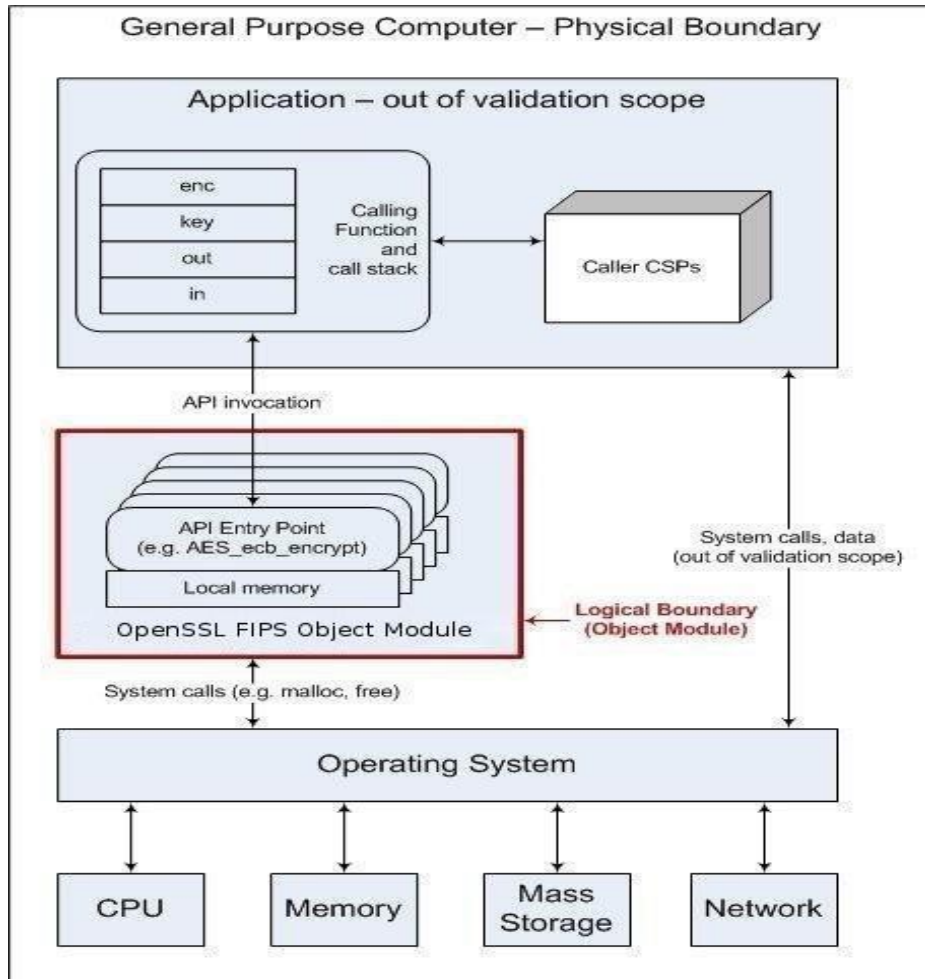 General Purpose Computer – Physical Boundary
Application – out of validation scope
enc
key
out
in
Calling
Function
and
call stack
Caller CSPs
API invocation
API Entry Point
(e.g. AES_ecb_encrypt)
Local memory
OpenSSL FIPS Object Module
System calls, data
(out of validation scope)
Logical Boundary
(Object Module)
System calls (e.g. malloc, free)
Operating System
CPU
Memory
Mass
Storage
Network